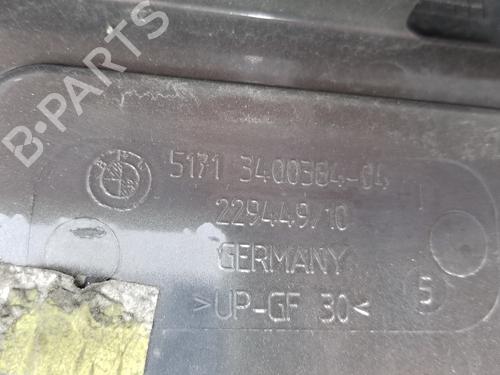 B-PARTS
5171 3400384-04
229449/10
GERMANY
>UP-GF 30<
5